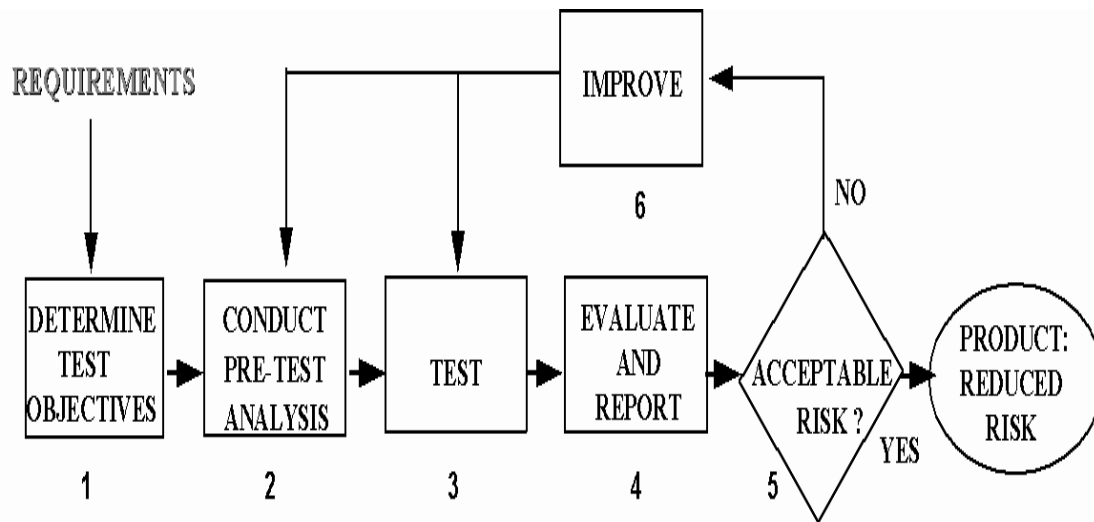 REQUIREMENTS
IMPROVE
6
NO
DETERMINE
TEST
OBJECTIVES
1
CONDUCT
PRE-TEST
ANALYSIS
2
TEST
3
EVALUATE
AND
REPORT
4
ACCEPTABLE
RISK ?
5
YES
PRODUCT:
REDUCED
RISK